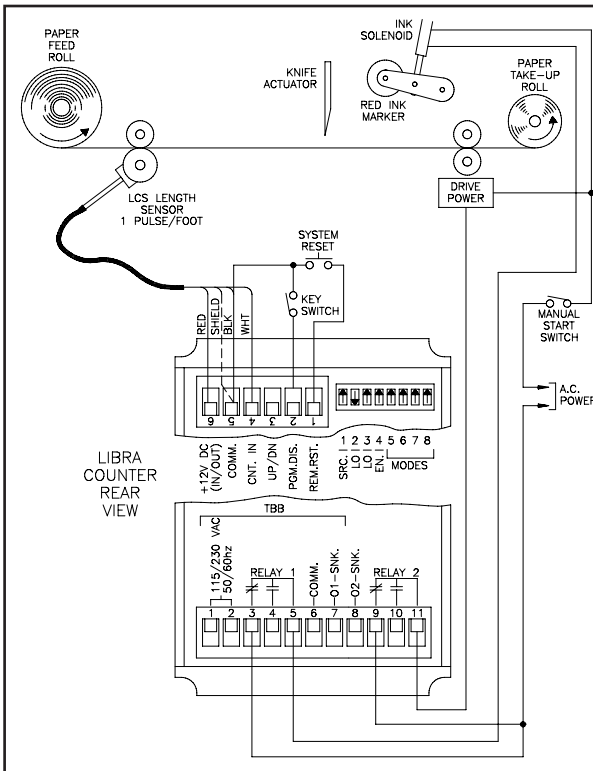 PAPER
FEED
ROLL
INK
SOLENOID
KNIFE
ACTUATOR
RED INK
MARKER
PAPER
TAKE-UP
ROLL
LCS LENGTH
SENSOR
1 PULSE/FOOT
DRIVE
POWER
SYSTEM
RESET
KEY
SWITCH
MANUAL
START
SWITCH
A.C.
POWER
RED
SHIELD
BLK
WHT
6 5 4 3 2 1
+12V DC
(IN/OUT)
COMM.
CNT. IN
UP/DN
PGM.DIS.
REM.RST.
1 2 3 4 5 6 7 8
SRC.
LO
LO
EN.
MODES
LIBRA
COUNTER
REAR
VIEW
TBB
115/230 VAC
50/60hz
RELAY 1
COMM.
O1-SNK.
O2-SNK.
RELAY 2
1 2 3 4 5 6 7 8 9 10 11